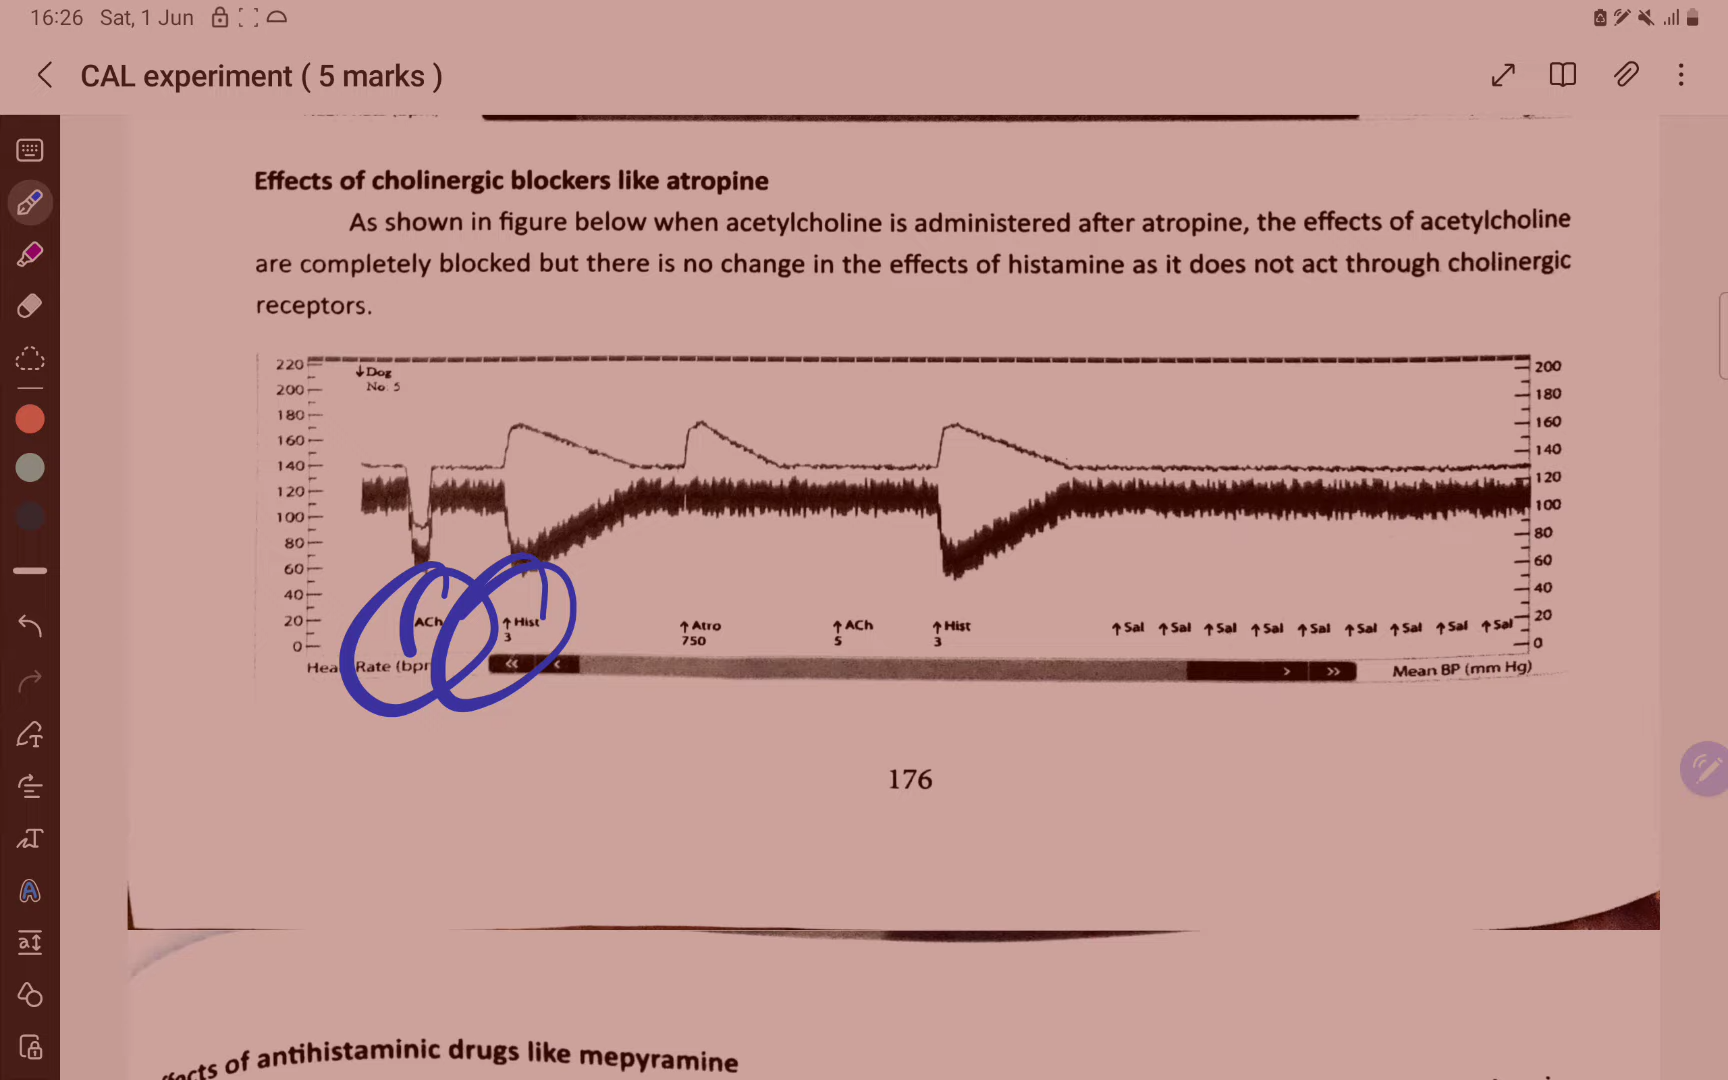 16:26 Sat, 1 Jun
CAL experiment ( 5 marks )
Effects of cholinergic blockers like atropine
As shown in figure below when acetylcholine is administered after atropine, the effects of acetylcholine
are completely blocked but there is no change in the effects of histamine as it does not act through cholinergic
receptors.
220
200
180
160
140
120
100
80
60
40
20
0
↓Dog
No. 5
200
180
160
140
120
100
80
60
40
20
0
ACh
↑Hist
3
↑Atro
750
↑ACh
5
↑Hist
3
↑Sal ↑Sal ↑Sal ↑Sal ↑Sal ↑Sal ↑Sal ↑Sal ↑Sal
Rate
Mean BP (mm Hg)
176
of antihistaminic drugs like mepyramine